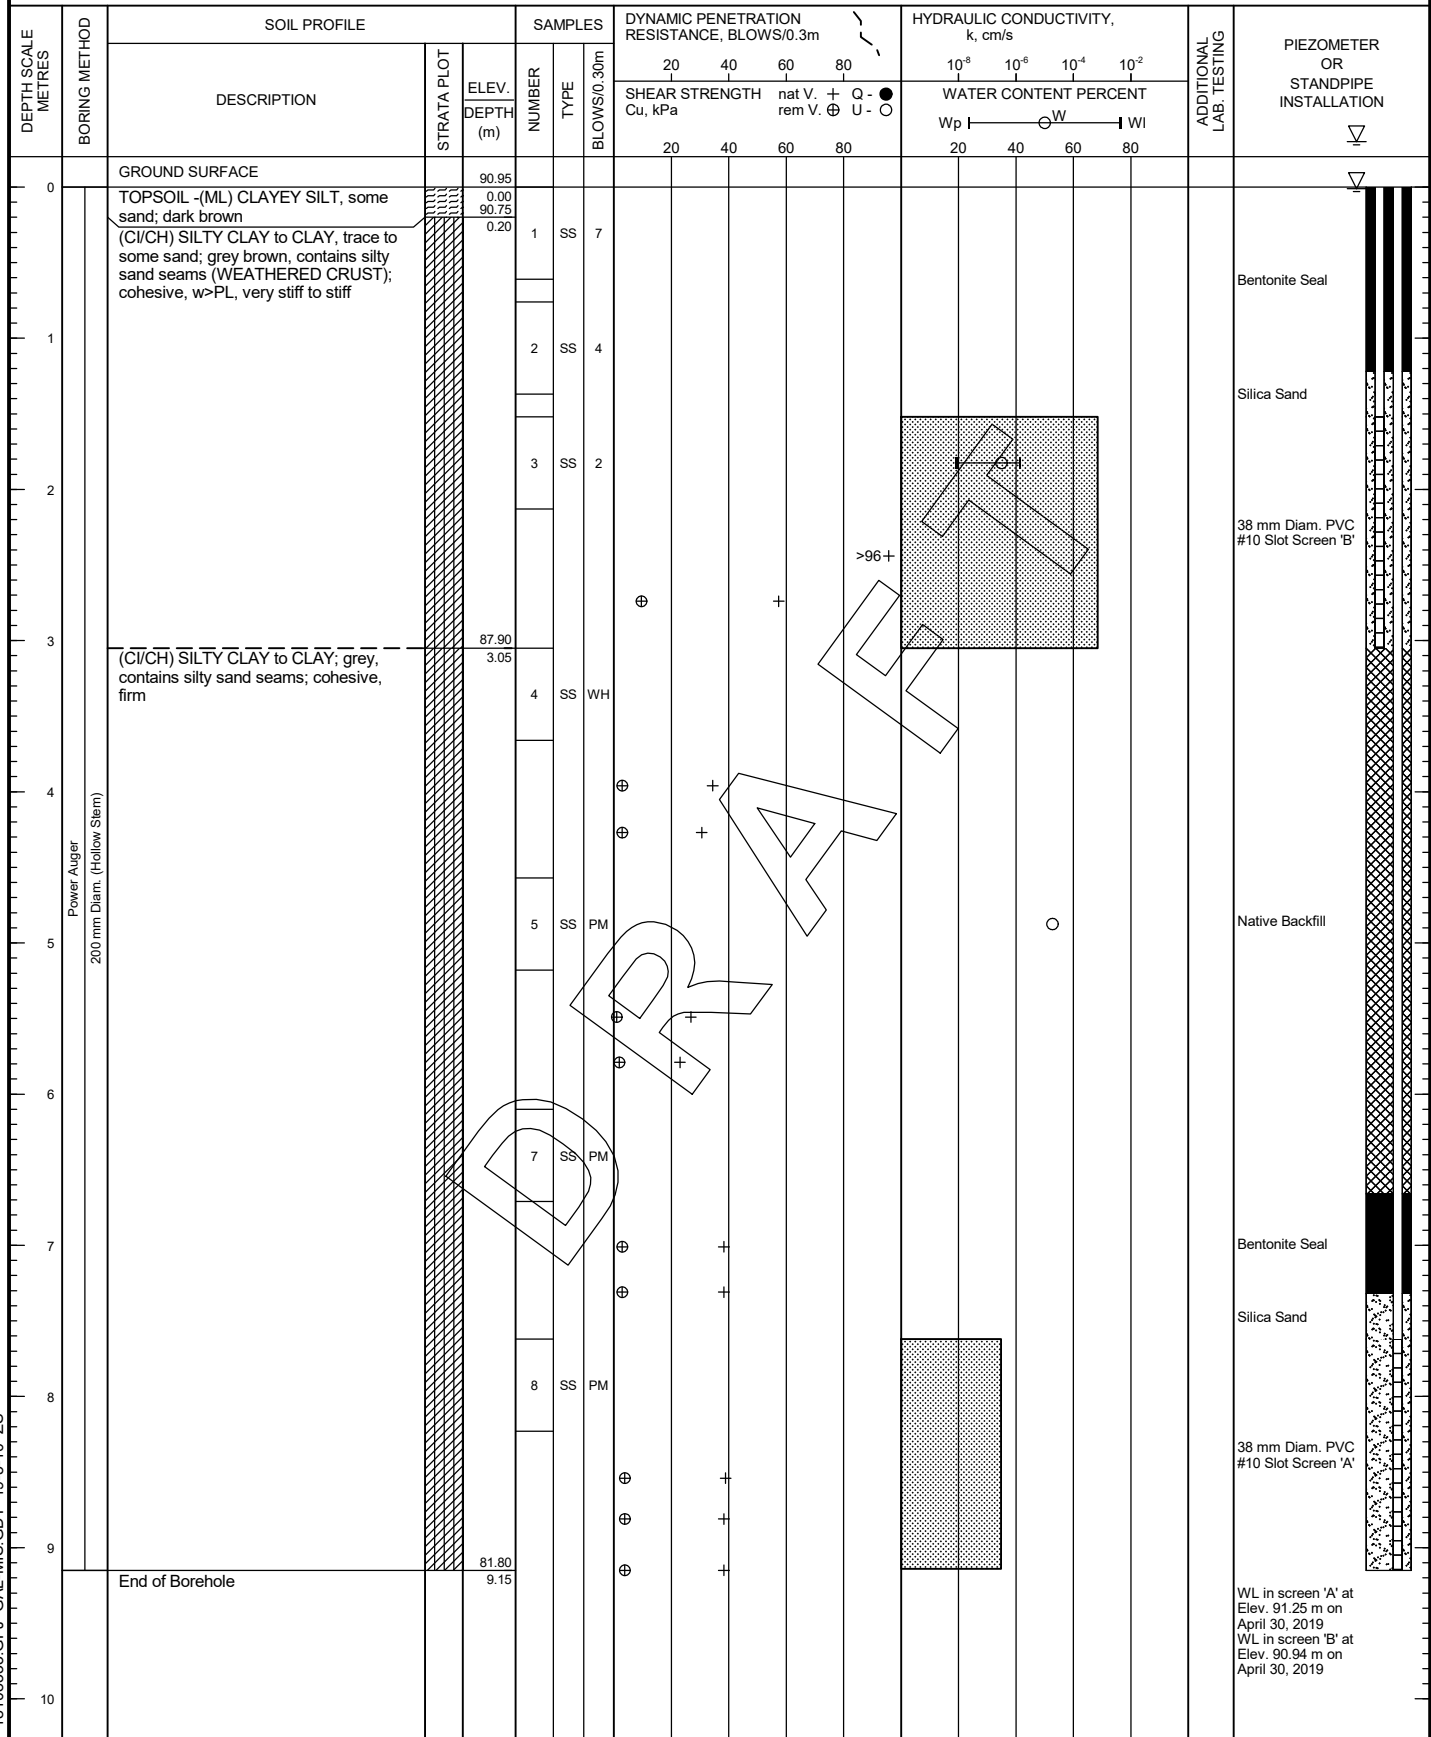 DEPTH SCALE
METRES
BORING METHOD
SOIL PROFILE
DESCRIPTION
STRATA PLOT
ELEV.
DEPTH
(m)
SAMPLES
NUMBER
TYPE
BLOWS/0.30m
DYNAMIC PENETRATION
RESISTANCE, BLOWS/0.3m
20 40 60 80
SHEAR STRENGTH nat V. + Q - ●
Cu, kPa rem V. ⊕ U - ○
20 40 60 80
HYDRAULIC CONDUCTIVITY,
k, cm/s
10⁻⁸ 10⁻⁶ 10⁻⁴ 10⁻²
WATER CONTENT PERCENT
Wp W Wl
20 40 60 80
ADDITIONAL
LAB. TESTING
PIEZOMETER
OR
STANDPIPE
INSTALLATION
GROUND SURFACE
90.95
0
TOPSOIL -(ML) CLAYEY SILT, some
sand; dark brown
0.00
90.75
0.20
(CI/CH) SILTY CLAY to CLAY, trace to
some sand; grey brown, contains silty
sand seams (WEATHERED CRUST);
cohesive, w>PL, very stiff to stiff
1 SS 7
Bentonite Seal
1
2 SS 4
Silica Sand
3 SS 2
2
38 mm Diam. PVC
#10 Slot Screen 'B'
>96
3
87.90
3.05
(CI/CH) SILTY CLAY to CLAY; grey,
contains silty sand seams; cohesive,
firm
4 SS WH
4
Power Auger
200 mm Diam. (Hollow Stem)
5 SS PM
Native Backfill
5
6
7 SS PM
7
Bentonite Seal
Silica Sand
8 SS PM
8
38 mm Diam. PVC
#10 Slot Screen 'A'
9
81.80
9.15
End of Borehole
WL in screen 'A' at
Elev. 91.25 m on
April 30, 2019
WL in screen 'B' at
Elev. 90.94 m on
April 30, 2019
10
DRAFT